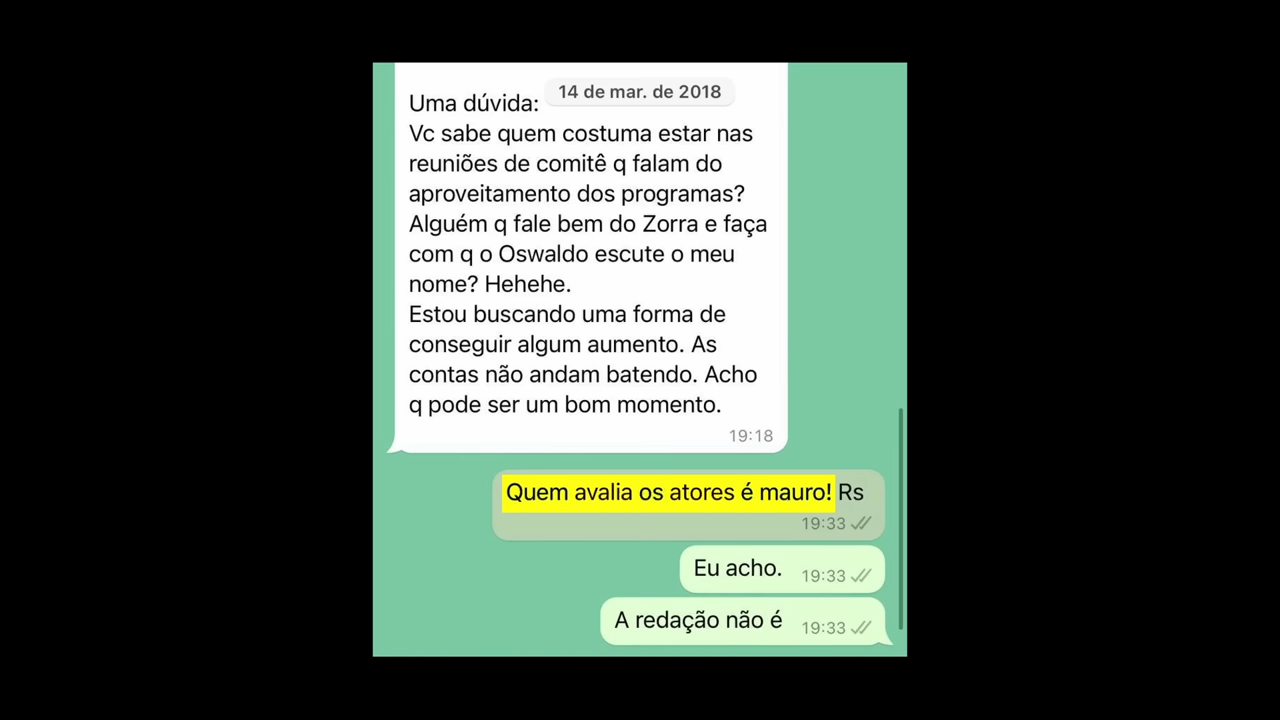 14 de mar. de 2018
Uma dúvida:
Vc sabe quem costuma estar nas
reuniões de comitê q falam do
aproveitamento dos programas?
Alguém q fale bem do Zorra e faça
com q o Oswaldo escute o meu
nome? Hehehe.
Estou buscando uma forma de
conseguir algum aumento. As
contas não andam batendo. Acho
q pode ser um bom momento.
19:18
Quem avalia os atores é mauro! Rs
19:33
Eu acho. 19:33
A redação não é 19:33